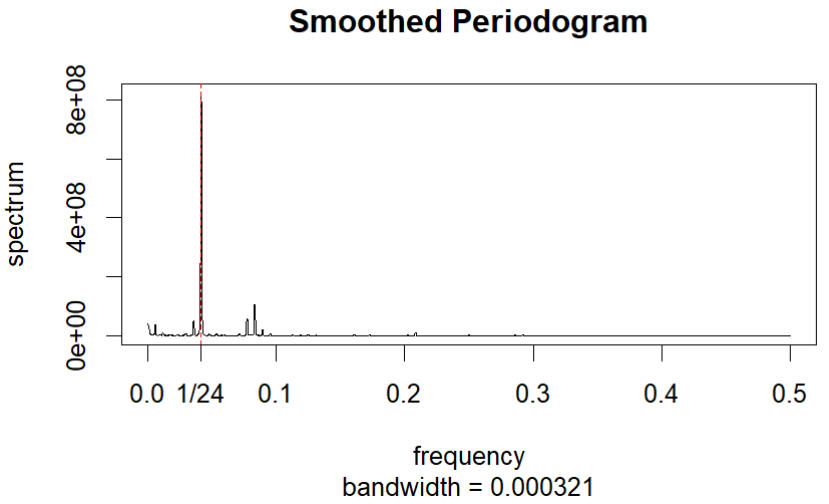 Smoothed Periodogram
spectrum
8e+08
4e+08
0e+00
0.0 1/24 0.1 0.2 0.3 0.4 0.5
frequency
bandwidth = 0.000321